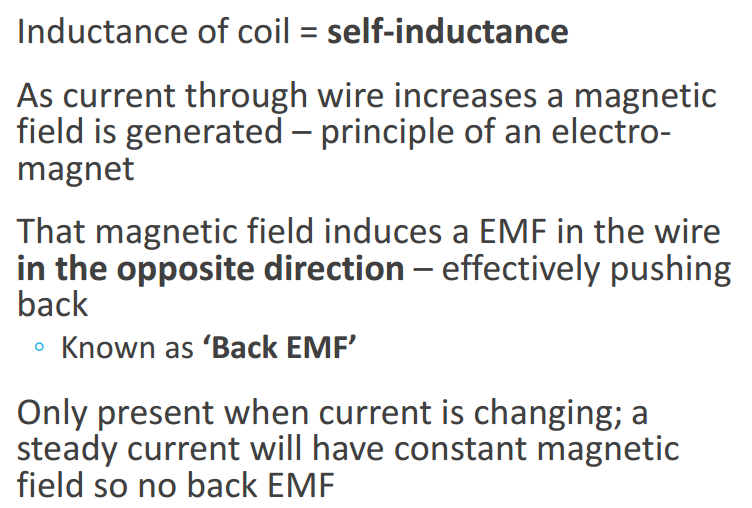 Inductance of coil = self-inductance
As current through wire increases a magnetic
field is generated – principle of an electro-
magnet
That magnetic field induces a EMF in the wire
in the opposite direction – effectively pushing
back
◦ Known as ‘Back EMF’
Only present when current is changing; a
steady current will have constant magnetic
field so no back EMF